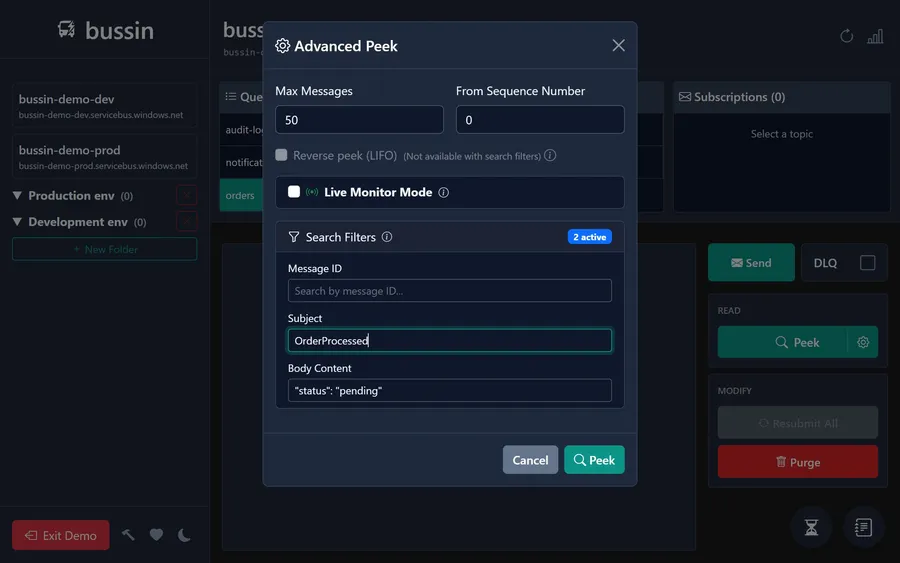 bussin
bussin-demo-dev
bussin-demo-dev.servicebus.windows.net
bussin-demo-prod
bussin-demo-prod.servicebus.windows.net
Production env (0)
Development env (0)
+ New Folder
Exit Demo
Advanced Peek
Max Messages
From Sequence Number
50
0
Reverse peek (LIFO) (Not available with search filters)
Live Monitor Mode
Search Filters
2 active
Message ID
Search by message ID...
Subject
OrderProcessed
Body Content
"status": "pending"
Cancel
Peek
orders
Subscriptions (0)
Select a topic
Send
DLQ
READ
Peek
MODIFY
Resubmit All
Purge